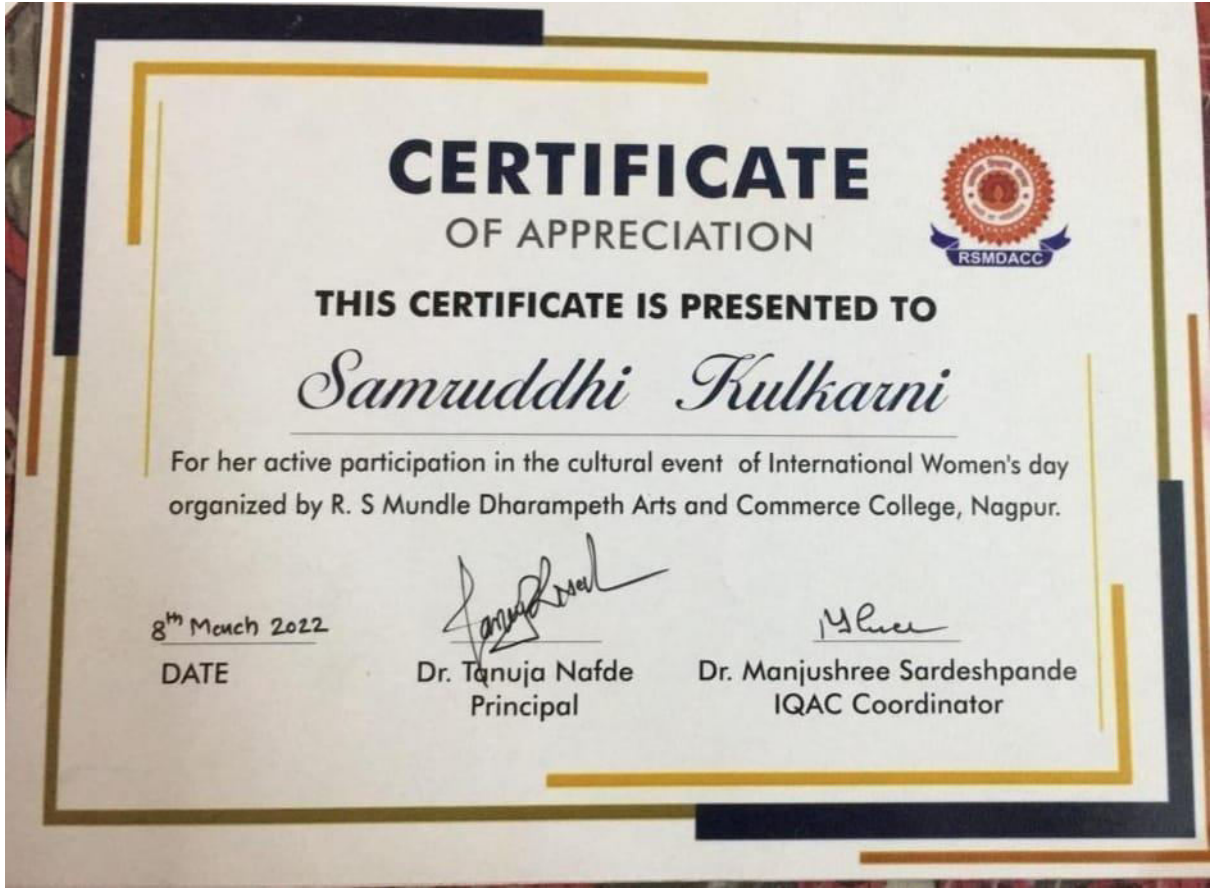 CERTIFICATE
OF APPRECIATION
RSMDACC
THIS CERTIFICATE IS PRESENTED TO
Samruddhi Kulkarni
For her active participation in the cultural event of International Women's day
organized by R. S Mundle Dharampeth Arts and Commerce College, Nagpur.
8th March 2022
DATE
Dr. Tanuja Nafde
Principal
Dr. Manjushree Sardeshpande
IQAC Coordinator